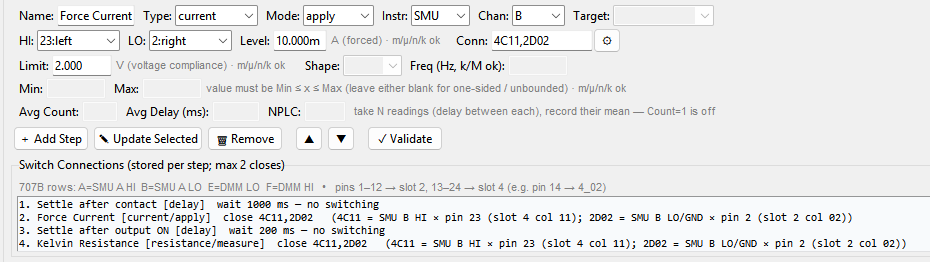 Name: Force Current Type: current Mode: apply Instr: SMU Chan: B Target:
HI: 23:left LO: 2:right Level: 10.000m A (forced) · m/µ/n/k ok Conn: 4C11,2D02 ⚙
Limit: 2.000 V (voltage compliance) · m/µ/n/k ok Shape: Freq (Hz, k/M ok):
Min: Max: value must be Min ≤ x ≤ Max (leave either blank for one-sided / unbounded) · m/µ/n/k ok
Avg Count: Avg Delay (ms): NPLC: take N readings (delay between each), record their mean — Count=1 is off
+ Add Step ✎ Update Selected 🗑 Remove ▲ ▼ ✓ Validate
Switch Connections (stored per step; max 2 closes)
707B rows: A=SMU A HI B=SMU A LO E=DMM LO F=DMM HI • pins 1–12 → slot 2, 13–24 → slot 4 (e.g. pin 14 → 4_02)
1. Settle after contact [delay] wait 1000 ms — no switching
2. Force Current [current/apply] close 4C11,2D02 (4C11 = SMU B HI × pin 23 (slot 4 col 11); 2D02 = SMU B LO/GND × pin 2 (slot 2 col 02))
3. Settle after output ON [delay] wait 200 ms — no switching
4. Kelvin Resistance [resistance/measure] close 4C11,2D02 (4C11 = SMU B HI × pin 23 (slot 4 col 11); 2D02 = SMU B LO/GND × pin 2 (slot 2 col 02))